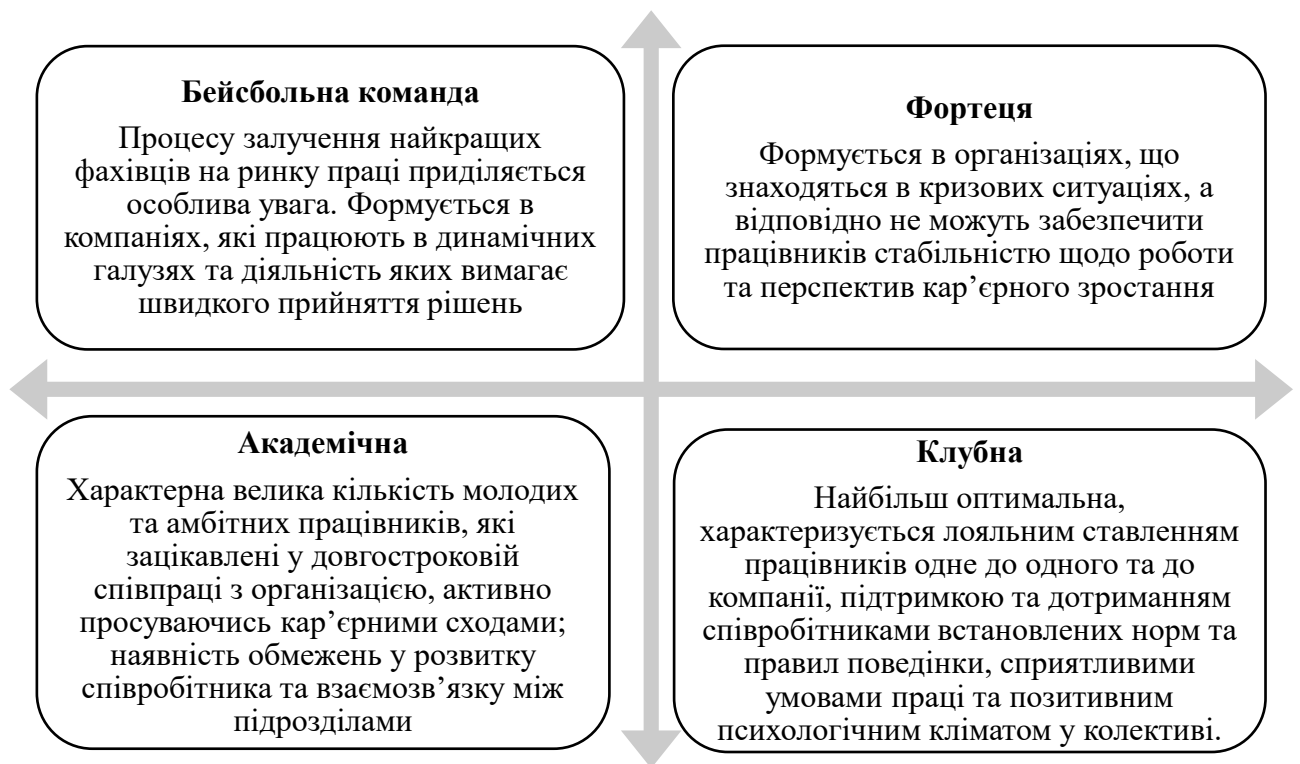 Бейсбольна команда
Процесу залучення найкращих
фахівців на ринку праці приділяється
особлива увага. Формується в
компаніях, які працюють в динамічних
галузях та діяльність яких вимагає
швидкого прийняття рішень
Фортеця
Формується в організаціях, що
знаходяться в кризових ситуаціях, а
відповідно не можуть забезпечити
працівників стабільністю щодо роботи
та перспектив кар’єрного зростання
Академічна
Характерна велика кількість молодих
та амбітних працівників, які
зацікавлені у довгостроковій
співпраці з організацією, активно
просуваючись кар’єрними сходами;
наявність обмежень у розвитку
співробітника та взаємозв’язку між
підрозділами
Клубна
Найбільш оптимальна,
характеризується лояльним ставленням
працівників одне до одного та до
компанії, підтримкою та дотриманням
співробітниками встановлених норм та
правил поведінки, сприятливими
умовами праці та позитивним
психологічним кліматом у колективі.